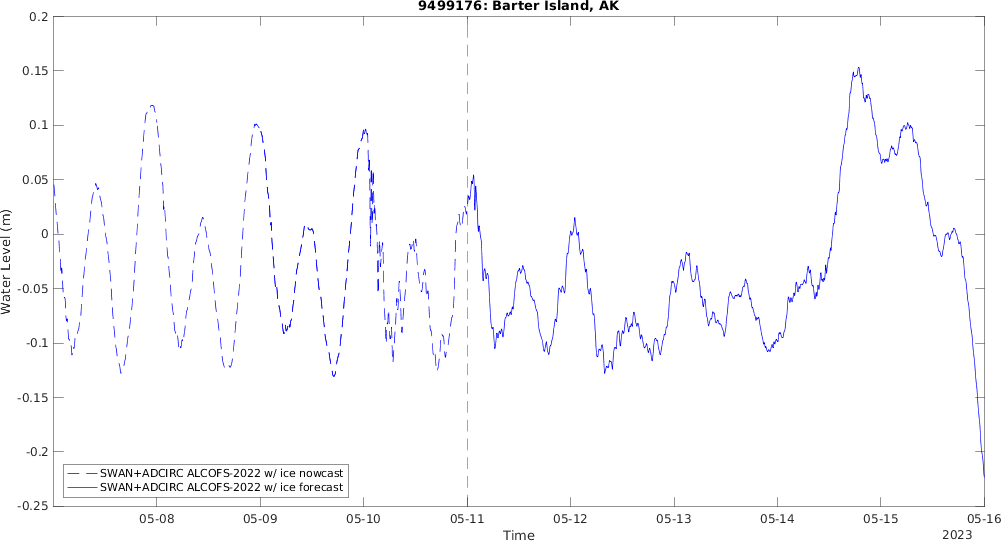 9499176: Barter Island, AK
0.2
0.15
0.1
0.05
0
-0.05
-0.1
-0.15
-0.2
-0.25
Water Level (m)
SWAN+ADCIRC ALCOFS-2022 w/ ice nowcast
SWAN+ADCIRC ALCOFS-2022 w/ ice forecast
05-08 05-09 05-10 05-11 05-12 05-13 05-14 05-15 05-16
Time
2023